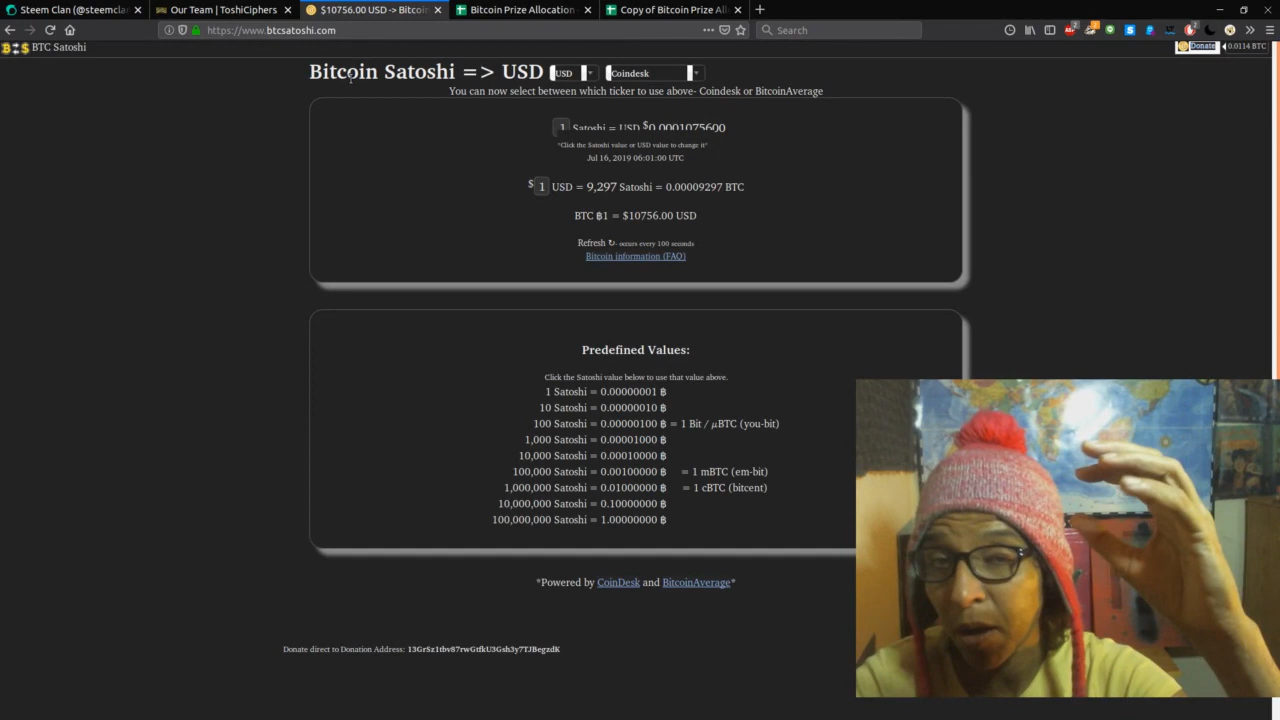 Steem Clan (@steemcla
Our Team | ToshiCiphers
$10756.00 USD -> Bitcoin
Bitcoin Prize Allocation
Copy of Bitcoin Prize All
https://www.btcsatoshi.com
Search
BTC Satoshi
Donate
0.0114 BTC
Bitcoin Satoshi => USD
USD
Coindesk
You can now select between which ticker to use above- Coindesk or BitcoinAverage
1 Satoshi = USD $0.0001075600
*Click the Satoshi value or USD value to change it*
Jul 16, 2019 06:01:00 UTC
$1 USD = 9,297 Satoshi = 0.00009297 BTC
BTC ฿1 = $10756.00 USD
Refresh ↻- occurs every 100 seconds
Bitcoin information (FAQ)
Predefined Values:
Click the Satoshi value below to use that value above.
1 Satoshi = 0.00000001 ฿
10 Satoshi = 0.00000010 ฿
100 Satoshi = 0.00000100 ฿ = 1 Bit / μBTC (you-bit)
1,000 Satoshi = 0.00001000 ฿
10,000 Satoshi = 0.00010000 ฿
100,000 Satoshi = 0.00100000 ฿ = 1 mBTC (em-bit)
1,000,000 Satoshi = 0.01000000 ฿ = 1 cBTC (bitcent)
10,000,000 Satoshi = 0.10000000 ฿
100,000,000 Satoshi = 1.00000000 ฿
*Powered by CoinDesk and BitcoinAverage*
Donate direct to Donation Address: 13GrSz1tbv87rwGtfkU3Gsh3y7TJBegzdK